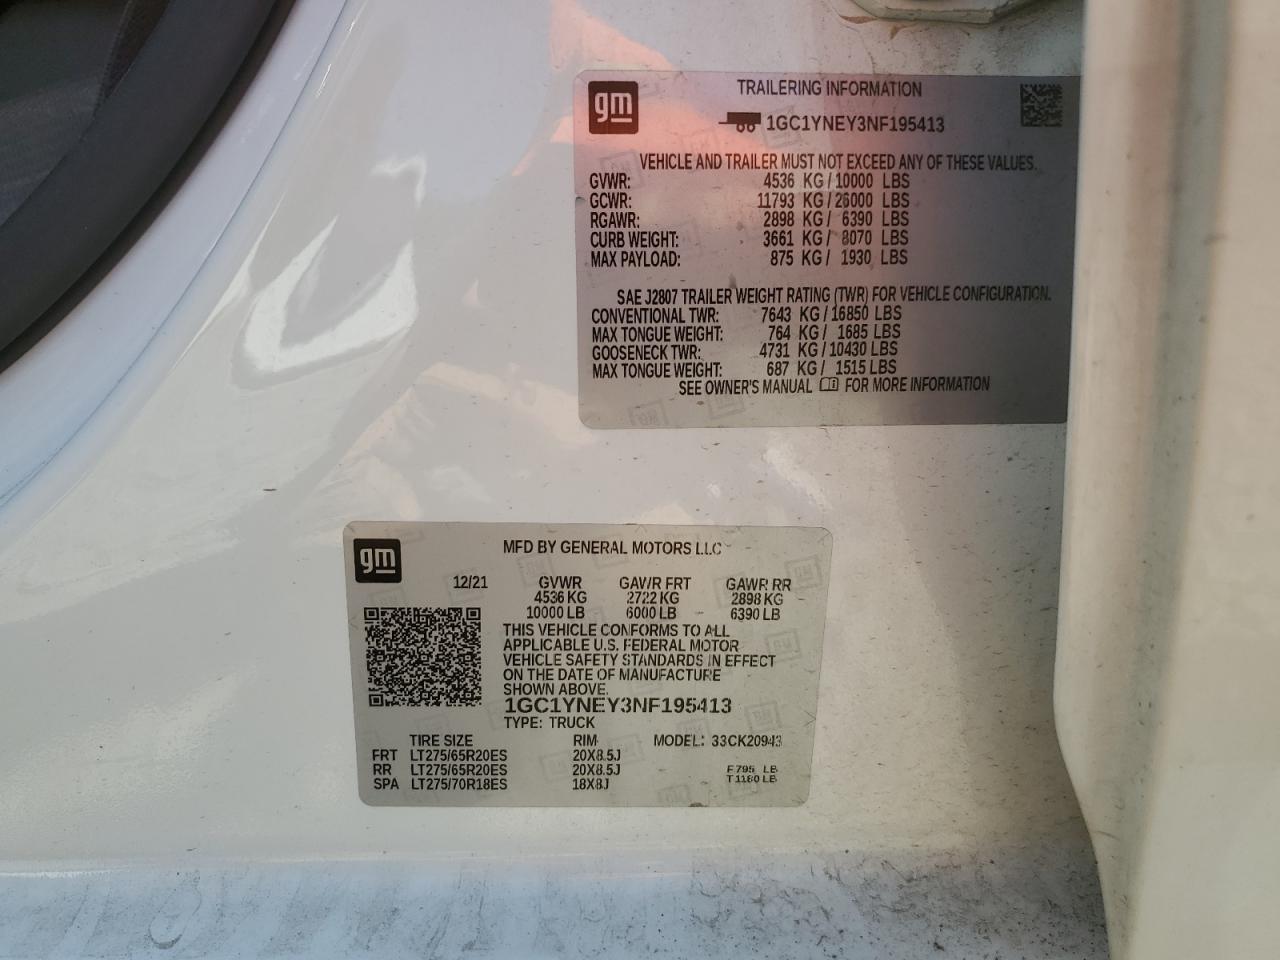 gm
TRAILERING INFORMATION
1GC1YNEY3NF195413
VEHICLE AND TRAILER MUST NOT EXCEED ANY OF THESE VALUES.
GVWR: 4536 KG / 10000 LBS
GCWR: 11793 KG / 26000 LBS
RGAWR: 2898 KG / 6390 LBS
CURB WEIGHT: 3661 KG / 8070 LBS
MAX PAYLOAD: 875 KG / 1930 LBS
SAE J2807 TRAILER WEIGHT RATING (TWR) FOR VEHICLE CONFIGURATION.
CONVENTIONAL TWR: 7643 KG / 16850 LBS
MAX TONGUE WEIGHT: 764 KG / 1685 LBS
GOOSENECK TWR: 4731 KG / 10430 LBS
MAX TONGUE WEIGHT: 687 KG / 1515 LBS
SEE OWNER'S MANUAL FOR MORE INFORMATION
gm
MFD BY GENERAL MOTORS LLC
12/21 GVWR GAWR FRT GAWR RR
4536 KG 2722 KG 2898 KG
10000 LB 6000 LB 6390 LB
THIS VEHICLE CONFORMS TO ALL
APPLICABLE U.S. FEDERAL MOTOR
VEHICLE SAFETY STANDARDS IN EFFECT
ON THE DATE OF MANUFACTURE
SHOWN ABOVE.
1GC1YNEY3NF195413
TYPE: TRUCK
TIRE SIZE RIM MODEL: 33CK20943
FRT LT275/65R20ES 20X8.5J
RR LT275/65R20ES 20X8.5J F 795 LB
SPA LT275/70R18ES 18X8J T 1160 LB